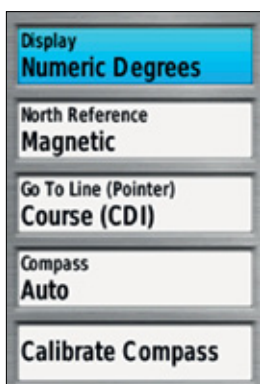 Display
Numeric Degrees
North Reference
Magnetic
Go To Line (Pointer)
Course (CDI)
Compass
Auto
Calibrate Compass